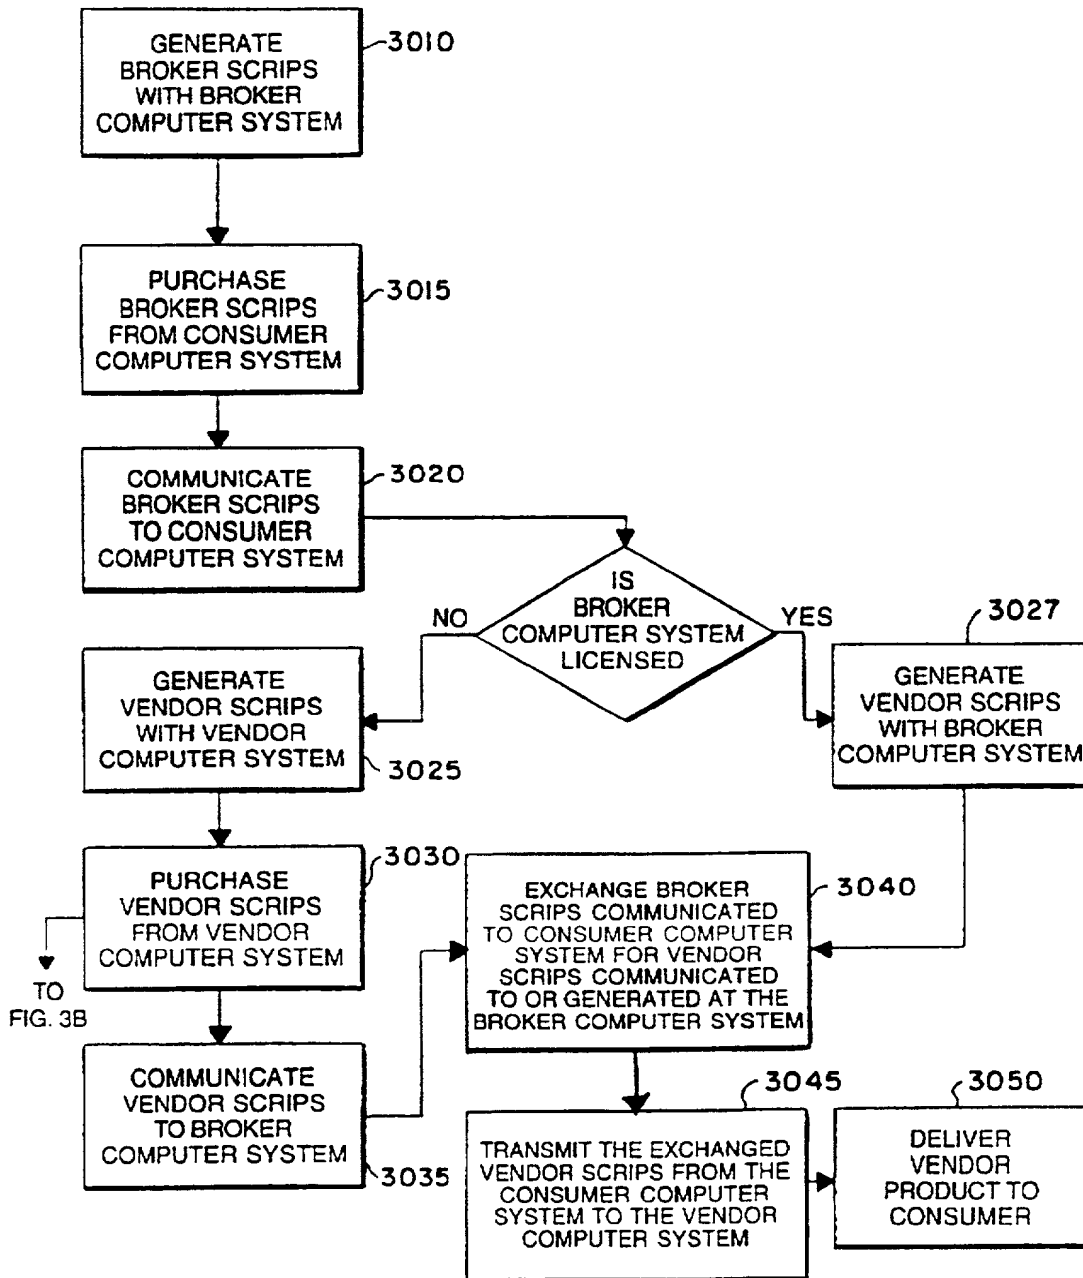 GENERATE
BROKER SCRIPS
WITH BROKER
COMPUTER SYSTEM
3010
PURCHASE
BROKER SCRIPS
FROM CONSUMER
COMPUTER SYSTEM
3015
COMMUNICATE
BROKER SCRIPS
TO CONSUMER
COMPUTER SYSTEM
3020
IS
BROKER
COMPUTER SYSTEM
LICENSED
NO
YES
GENERATE
VENDOR SCRIPS
WITH VENDOR
COMPUTER SYSTEM
3025
3027
GENERATE
VENDOR SCRIPS
WITH BROKER
COMPUTER SYSTEM
PURCHASE
VENDOR SCRIPS
FROM VENDOR
COMPUTER SYSTEM
3030
TO
FIG. 3B
COMMUNICATE
VENDOR SCRIPS
TO BROKER
COMPUTER SYSTEM
3035
EXCHANGE BROKER
SCRIPS COMMUNICATED
TO CONSUMER COMPUTER
SYSTEM FOR VENDOR
SCRIPS COMMUNICATED
TO OR GENERATED AT THE
BROKER COMPUTER SYSTEM
3040
3045
TRANSMIT THE EXCHANGED
VENDOR SCRIPS FROM THE
CONSUMER COMPUTER
SYSTEM TO THE VENDOR
COMPUTER SYSTEM
3050
DELIVER
VENDOR
PRODUCT TO
CONSUMER